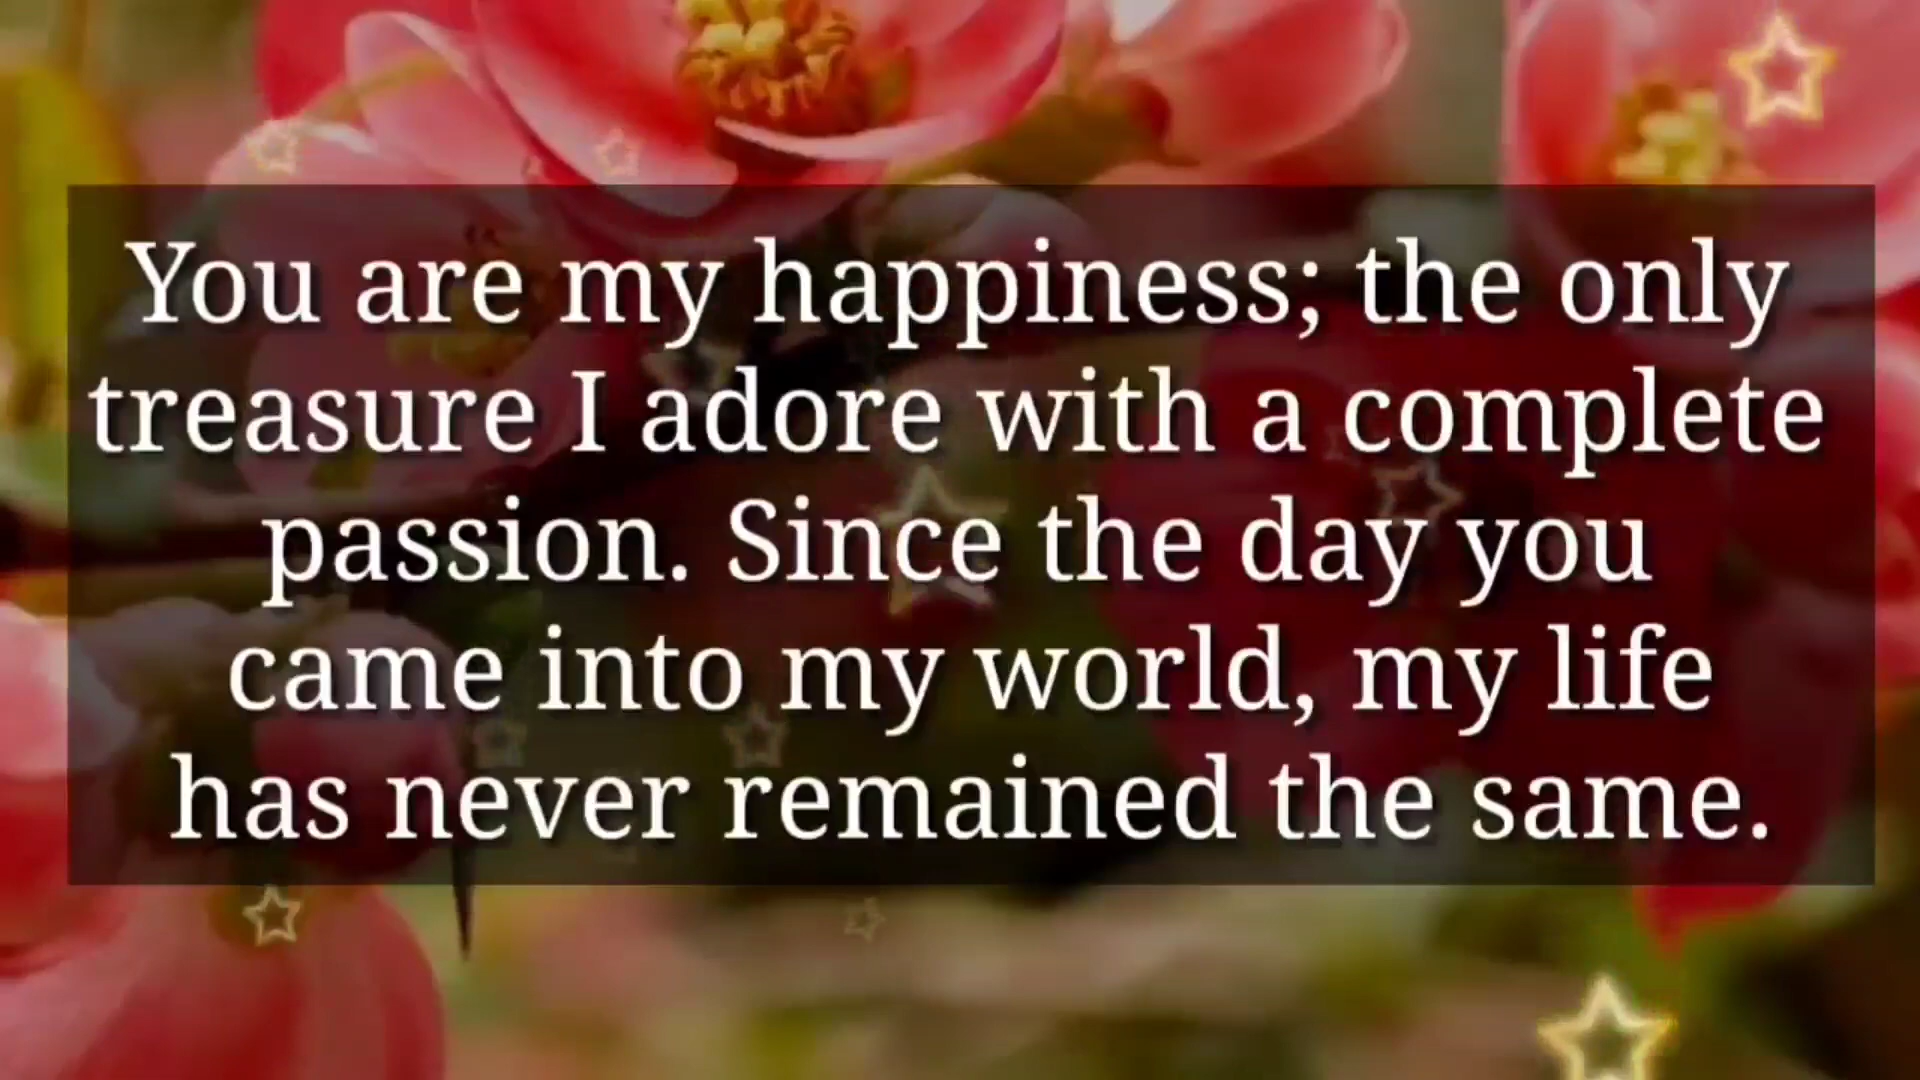 You are my happiness; the only
treasure I adore with a complete
passion. Since the day you
came into my world, my life
has never remained the same.